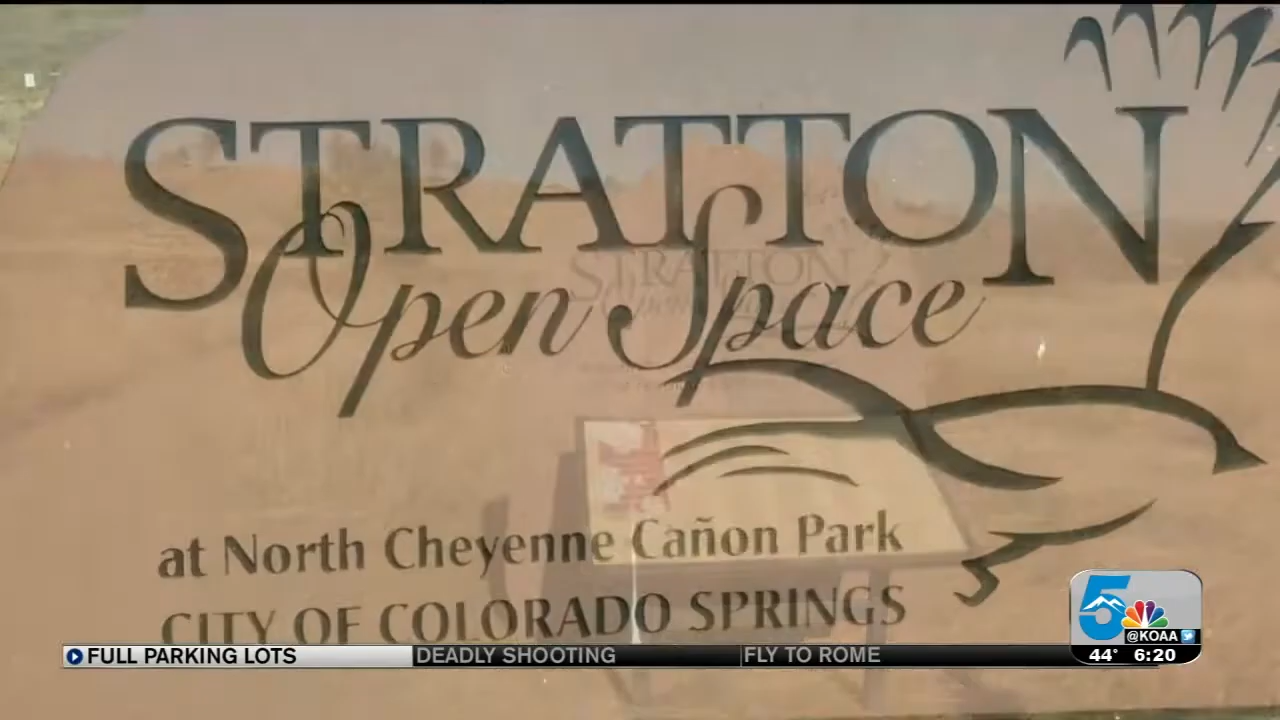 STRATTON
Open Space
STRATTON
at North Cheyenne Cañon Park
CITY OF COLORADO SPRINGS
5
@KOAA
FULL PARKING LOTS
DEADLY SHOOTING
FLY TO ROME
44° 6:20